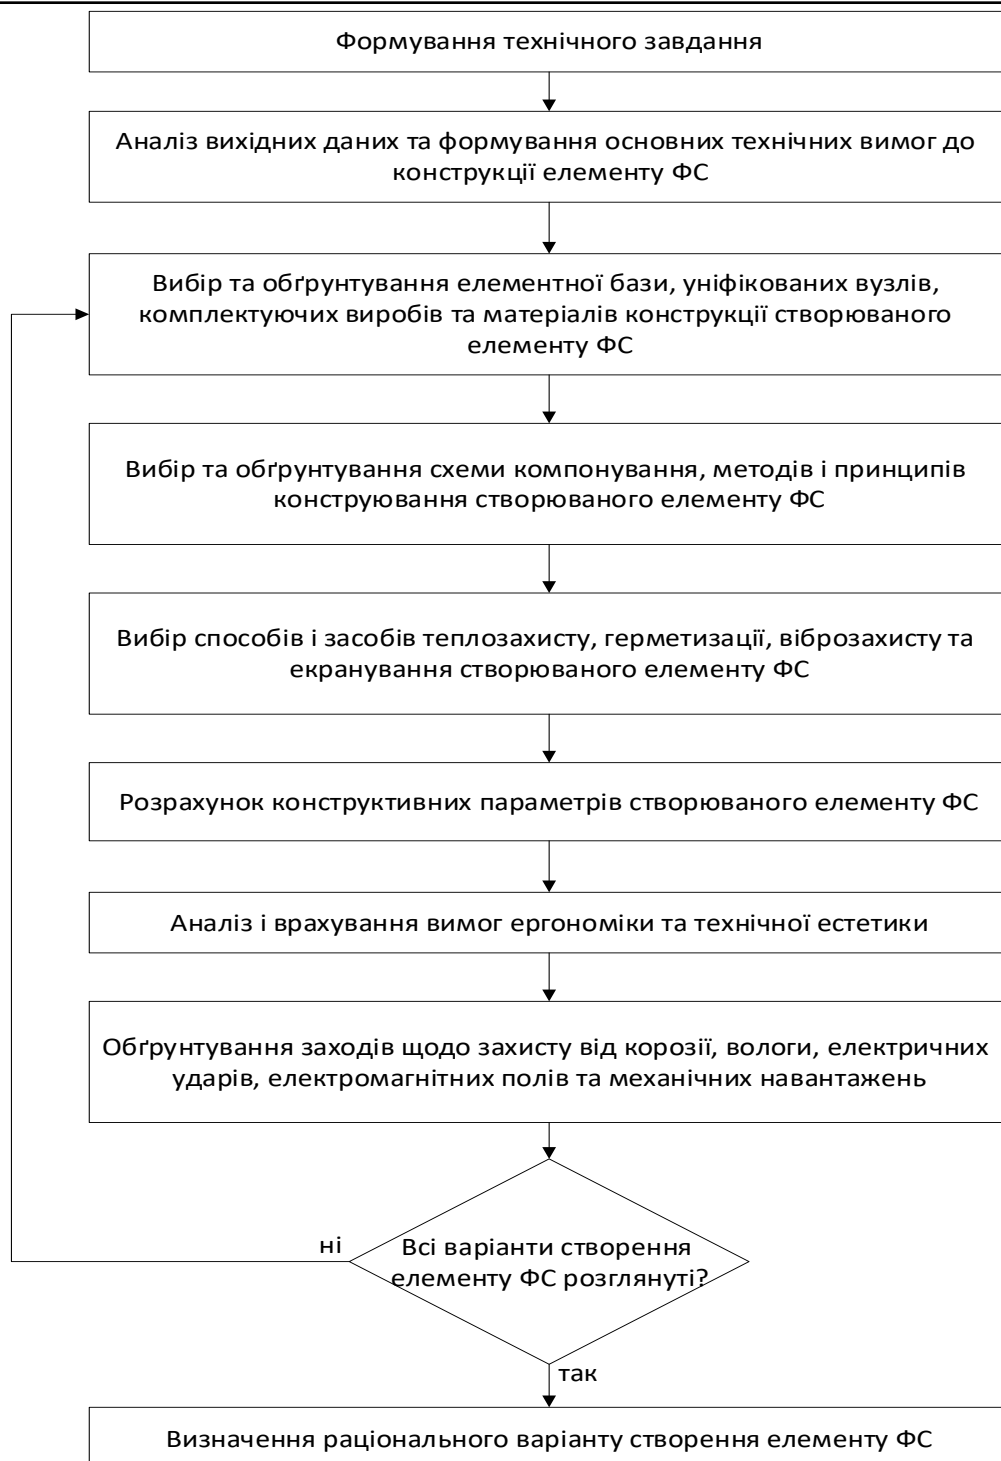 Формування технічного завдання
Аналіз вихідних даних та формування основних технічних вимог до
конструкції елементу ФС
Вибір та обґрунтування елементної бази, уніфікованих вузлів,
комплектуючих виробів та матеріалів конструкції створюваного
елементу ФС
Вибір та обґрунтування схеми компонування, методів і принципів
конструювання створюваного елементу ФС
Вибір способів і засобів теплозахисту, герметизації, віброзахисту та
екранування створюваного елементу ФС
Розрахунок конструктивних параметрів створюваного елементу ФС
Аналіз і врахування вимог ергономіки та технічної естетики
Обґрунтування заходів щодо захисту від корозії, вологи, електричних
ударів, електромагнітних полів та механічних навантажень
ні
Всі варіанти створення
елементу ФС розглянуті?
так
Визначення раціонального варіанту створення елементу ФС